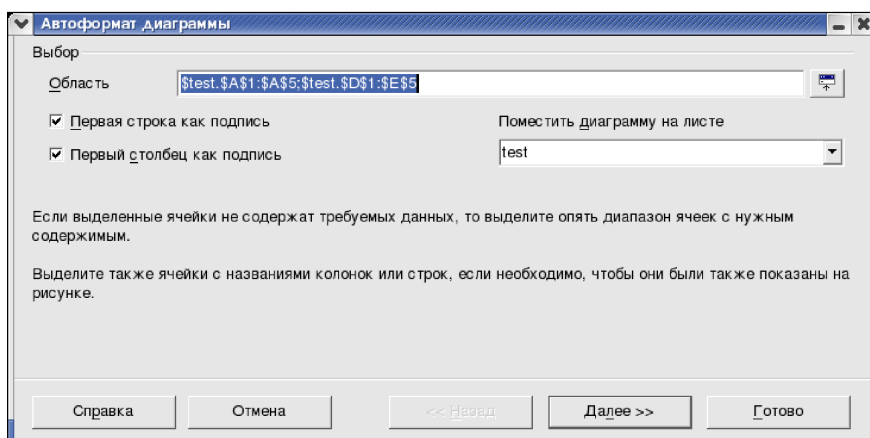 Автоформат диаграммы
Выбор
Область
$test.$A$1:$A$5;$test.$D$1:$E$5
Первая строка как подпись
Поместить диаграмму на листе
Первый столбец как подпись
test
Если выделенные ячейки не содержат требуемых данных, то выделите опять диапазон ячеек с нужным
содержимым.
Выделите также ячейки с названиями колонок или строк, если необходимо, чтобы они были также показаны на
рисунке.
Справка
Отмена
<< Назад
Далее >>
Готово